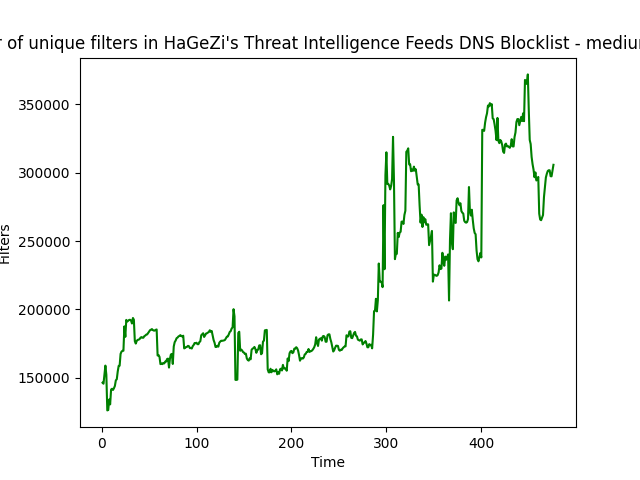 r of unique filters in HaGeZi's Threat Intelligence Feeds DNS Blocklist - mediu
350000
300000
250000
200000
150000
Filters
0 100 200 300 400
Time